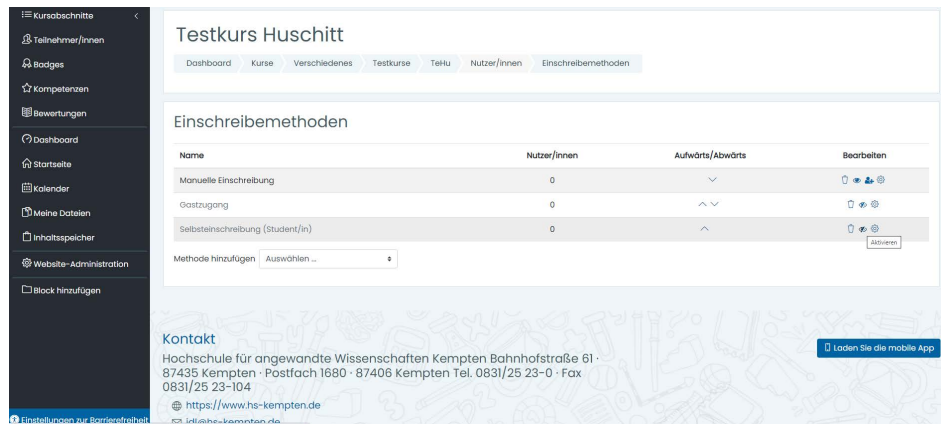 Kursabschnitte
Teilnehmer/innen
Badges
Kompetenzen
Bewertungen
Dashboard
Startseite
Kalender
Meine Dateien
Inhaltsspeicher
Website-Administration
Block hinzufügen
Einstellungen zur Barrierefreiheit
Testkurs Huschitt
Dashboard Kurse Verschiedenes Testkurse TeHu Nutzer/innen Einschreibemethoden
Einschreibemethoden
Name Nutzer/innen Aufwärts/Abwärts Bearbeiten
Manuelle Einschreibung 0
Gastzugang 0
Selbsteinschreibung (Student/in) 0
Aktivieren
Methode hinzufügen Auswählen ...
Kontakt
Hochschule für angewandte Wissenschaften Kempten Bahnhofstraße 61 ·
87435 Kempten · Postfach 1680 · 87406 Kempten Tel. 0831/25 23-0 · Fax
0831/25 23-104
https://www.hs-kempten.de
idl@hs-kempten.de
Laden Sie die mobile App